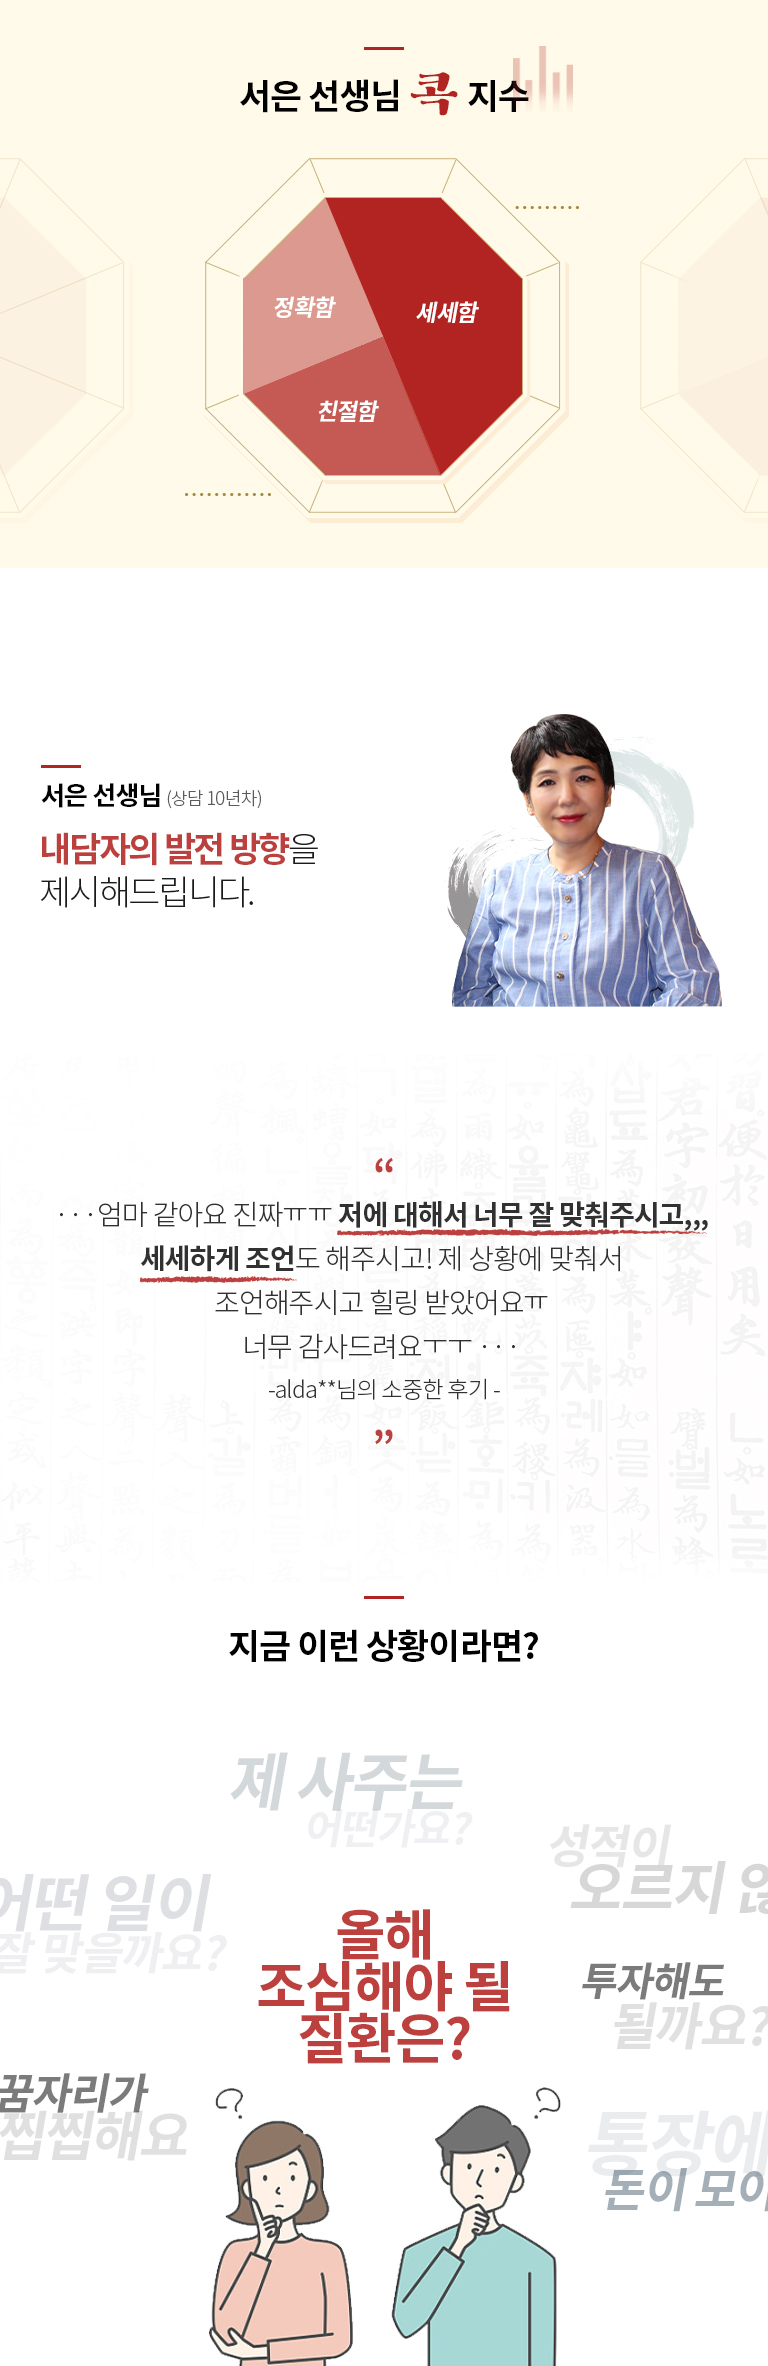 서은 선생님 콕 지수
정확함
세세함
친절함
서은 선생님 (상담 10년차)
내담자의 발전 방향을
제시해드립니다.
“
···엄마 같아요 진짜ㅠㅠ 저에 대해서 너무 잘 맞춰주시고,,,
세세하게 조언도 해주시고! 제 상황에 맞춰서
조언해주시고 힐링 받았어요ㅠ
너무 감사드려요ㅜㅜ ···
-alda**님의 소중한 후기 -
”
지금 이런 상황이라면?
제 사주는
어떤가요?
성적이
오르지 않
어떤 일이
잘 맞을까요?
올해
조심해야 될
질환은?
투자해도
될까요?
꿈자리가
찝찝해요
통장에
돈이 모이